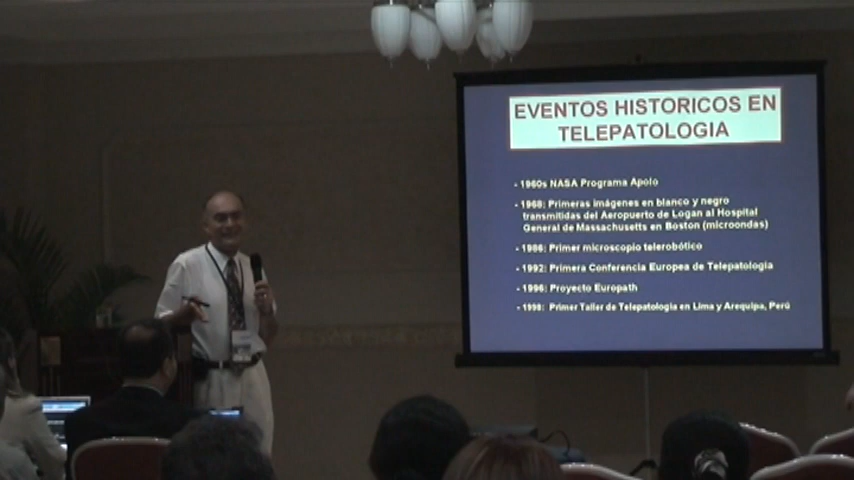 EVENTOS HISTORICOS EN
TELEPATOLOGIA
- 1960s NASA Programa Apolo
- 1968: Primeras imágenes en blanco y negro
transmitidas del Aeropuerto de Logan al Hospital
General de Massachusetts en Boston (microondas)
- 1986: Primer microscopio telerobótico
- 1992: Primera Conferencia Europea de Telepatología
- 1996: Proyecto Europath
- 1998: Primer Taller de Telepatología en Lima y Arequipa, Perú